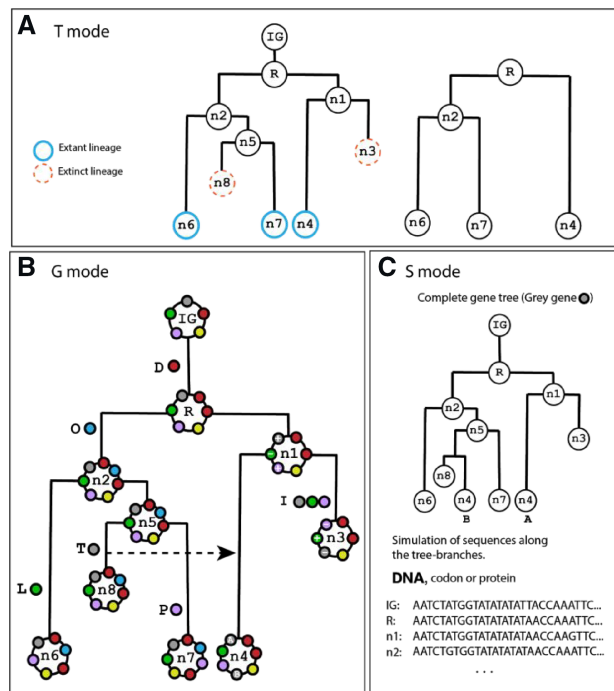 A T mode
IG
R
R
n1
n2
n2
n5
n3
Extant lineage
Extinct lineage
n8
n6
n7
n4
n6
n7
n4
B G mode
IG
D
R
O
n1
n2
I
n5
n3
T
n8
L
P
n6
n7
n4
C S mode
Complete gene tree (Grey gene )
IG
R
n1
n2
n5
n3
n8
n6
n4
n7
n4
B
A
Simulation of sequences along
the tree-branches.
DNA, codon or protein
IG: AATCTATGGTATATATATTACCAAATTC...
R: AATCTATGGTATATATATAACCAAATTC...
n1: AATCTATGGTATATATATAACCAAGTTC...
n2: AATCTGTGGTATATATATAACCAAATTC...
...